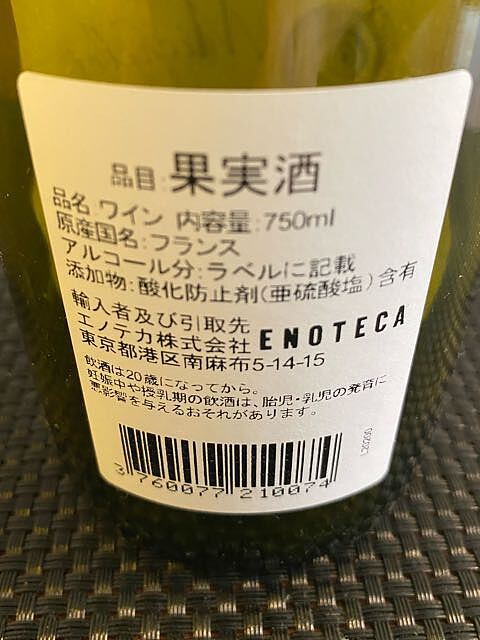 品目:果実酒
品名:ワイン 内容量:750ml
原産国名:フランス
アルコール分:ラベルに記載
添加物:酸化防止剤(亜硫酸塩)含有
輸入者及び引取先
エノテカ株式会社 ENOTECA
東京都港区南麻布5-14-15
飲酒は20歳になってから。
妊娠中や授乳期の飲酒は、胎児・乳児の発育に
悪影響を与えるおそれがあります。
3 760077 210074